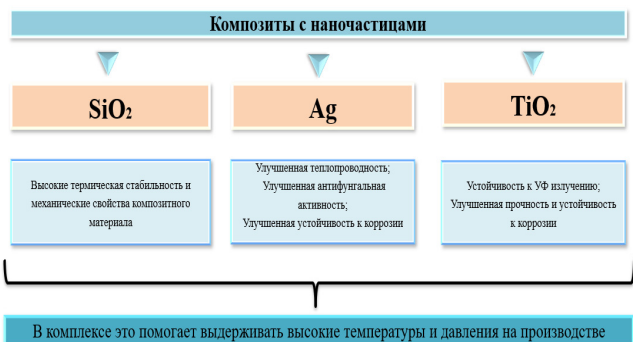 Композиты с наночастицами
SiO₂
Ag
TiO₂
Высокие термическая стабильность и
механические свойства композитного
материала
Улучшенная теплопроводность;
Улучшенная антифунгальная
активность;
Улучшенная устойчивость к коррозии
Устойчивость к УФ излучению;
Улучшенная прочность и устойчивость
к коррозии
В комплексе это помогает выдерживать высокие температуры и давления на производстве